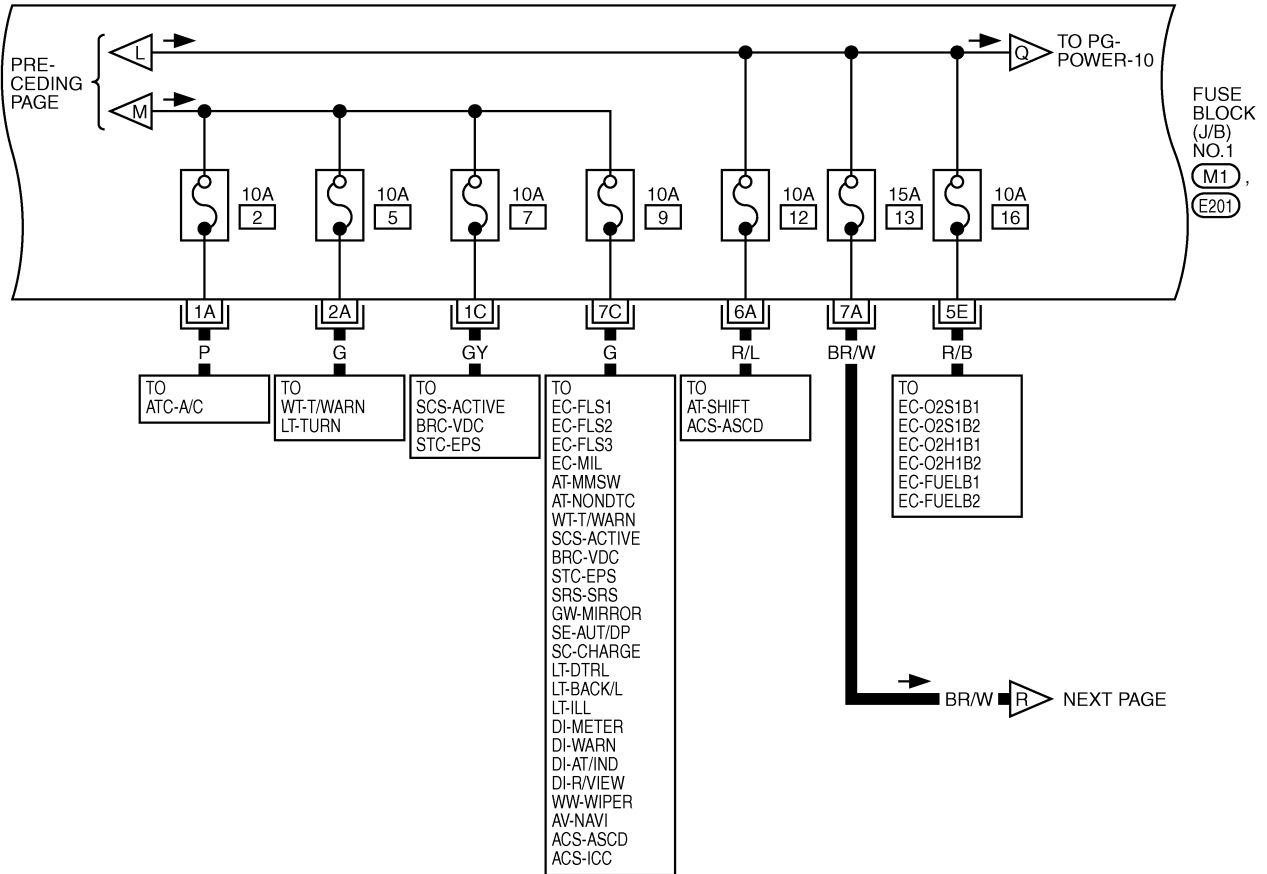 PRE-
CEDING
PAGE
L
M
Q
TO PG-
POWER-10
FUSE
BLOCK
(J/B)
NO.1
M1 ,
E201
10A
2
10A
5
10A
7
10A
9
10A
12
15A
13
10A
16
1A
2A
1C
7C
6A
7A
5E
P
G
GY
G
R/L
BR/W
R/B
TO
ATC-A/C
TO
WT-T/WARN
LT-TURN
TO
SCS-ACTIVE
BRC-VDC
STC-EPS
TO
EC-FLS1
EC-FLS2
EC-FLS3
EC-MIL
AT-MMSW
AT-NONDTC
WT-T/WARN
SCS-ACTIVE
BRC-VDC
STC-EPS
SRS-SRS
GW-MIRROR
SE-AUT/DP
SC-CHARGE
LT-DTRL
LT-BACK/L
LT-ILL
DI-METER
DI-WARN
DI-AT/IND
DI-R/VIEW
WW-WIPER
AV-NAVI
ACS-ASCD
ACS-ICC
TO
AT-SHIFT
ACS-ASCD
TO
EC-O2S1B1
EC-O2S1B2
EC-O2H1B1
EC-O2H1B2
EC-FUELB1
EC-FUELB2
BR/W
R
NEXT PAGE